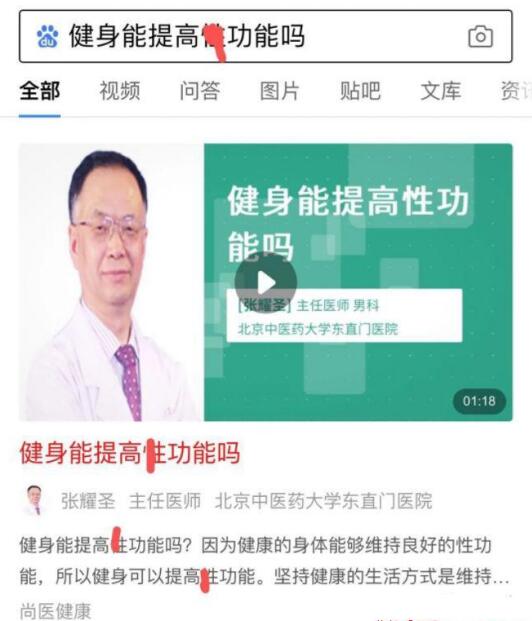 du
健身能提高性功能吗
全部 视频 问答 图片 贴吧 文库 资讯
健身能提高性功
能吗
[张耀圣] 主任医师 男科
北京中医药大学东直门医院
01:18
健身能提高性功能吗
张耀圣 主任医师 北京中医药大学东直门医院
健身能提高性功能吗？因为健康的身体能够维持良好的性功
能，所以健身可以提高性功能。坚持健康的生活方式是维持...
尚医健康